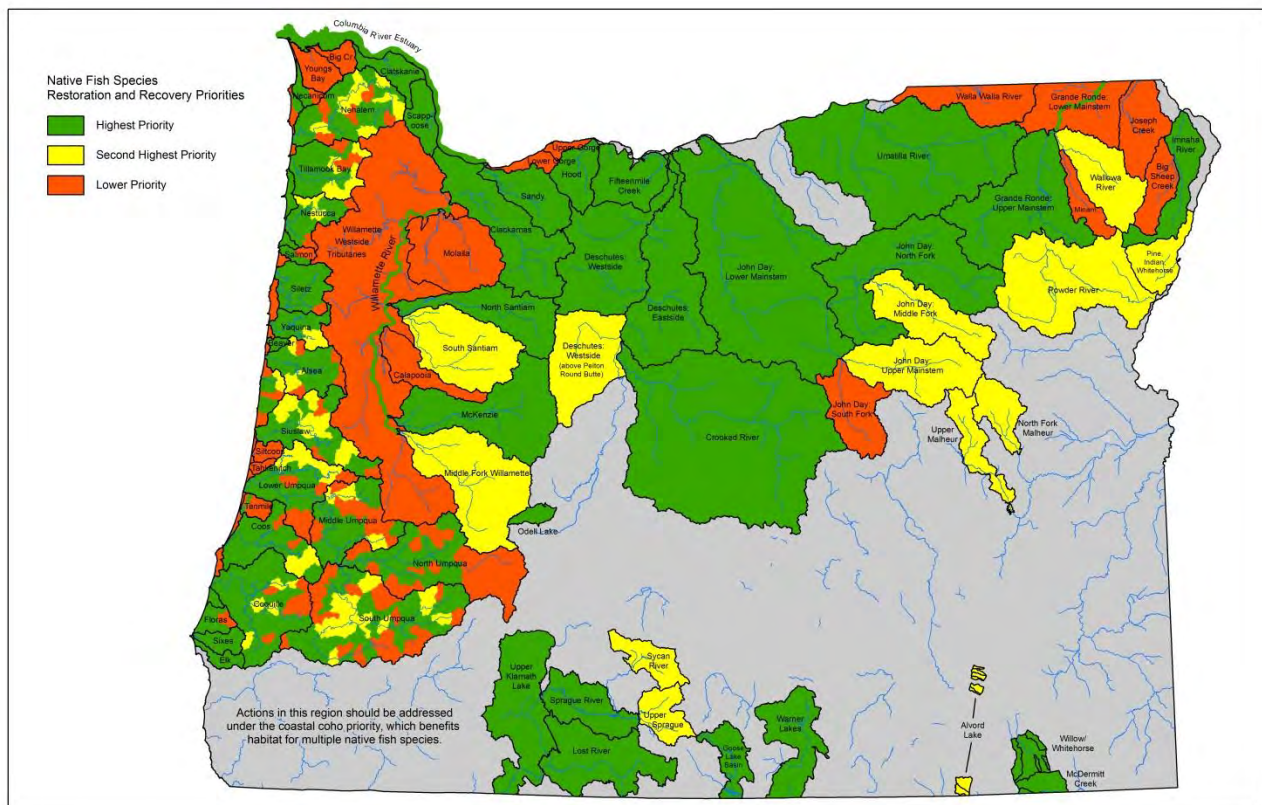 Columbia River Estuary
Native Fish Species
Restoration and Recovery Priorities
Highest Priority
Second Highest Priority
Lower Priority
Youngs
Bay
Big Cr
Clatskanie
Necanicum
Nehalem
Scapp-
oose
Tillamook Bay
Nestucca
Willamette
Westside
Tributaries
Willamette River
Molalla
Salmon
Siletz
Yaquina
Beaver
Alsea
Siuslaw
Siltcoos
Tahkenitch
Lower Umpqua
Tenmile
Coos
Middle Umpqua
North Umpqua
Coquille
South Umpqua
Floras
Sixes
Elk
Upper Gorge
Lower Gorge
Hood
Fifteenmile
Creek
Sandy
Clackamas
Deschutes:
Westside
North Santiam
South Santiam
Calapooia
McKenzie
Middle Fork Willamette
Deschutes:
Westside
(above Pelton
Round Butte)
Deschutes:
Eastside
John Day:
Lower Mainstem
Crooked River
Odell Lake
Umatilla River
Walla Walla River
Grande Ronde:
Lower Mainstem
Joseph
Creek
Imnaha
River
Wallowa
River
Big
Sheep
Creek
Minam
Grande Ronde:
Upper Mainstem
John Day:
North Fork
Powder River
Pine,
Indian,
Whitehorse
John Day:
Middle Fork
John Day:
Upper Mainstem
John Day:
South Fork
Upper
Malheur
North Fork
Malheur
Actions in this region should be addressed
under the coastal coho priority, which benefits
habitat for multiple native fish species.
Upper
Klamath
Lake
Sprague River
Lost River
Sycan
River
Upper
Sprague
Goose
Lake
Basin
Warner
Lakes
Alvord
Lake
Willow/
Whitehorse
McDermitt
Creek